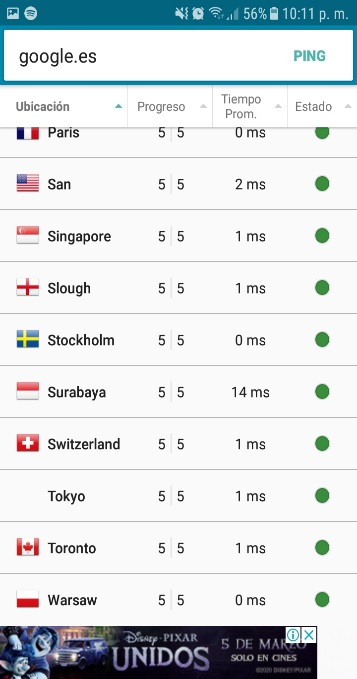 56% 10:11 p. m.
google.es PING
Ubicación Progreso Tiempo Prom. Estado
Paris 5 5 0 ms
San 5 5 2 ms
Singapore 5 5 1 ms
Slough 5 5 1 ms
Stockholm 5 5 0 ms
Surabaya 5 5 14 ms
Switzerland 5 5 1 ms
Tokyo 5 5 1 ms
Toronto 5 5 1 ms
Warsaw 5 5 0 ms
DISNEY·PIXAR
UNIDOS
5 DE MARZO
SOLO EN CINES
©2020 DISNEY/PIXAR